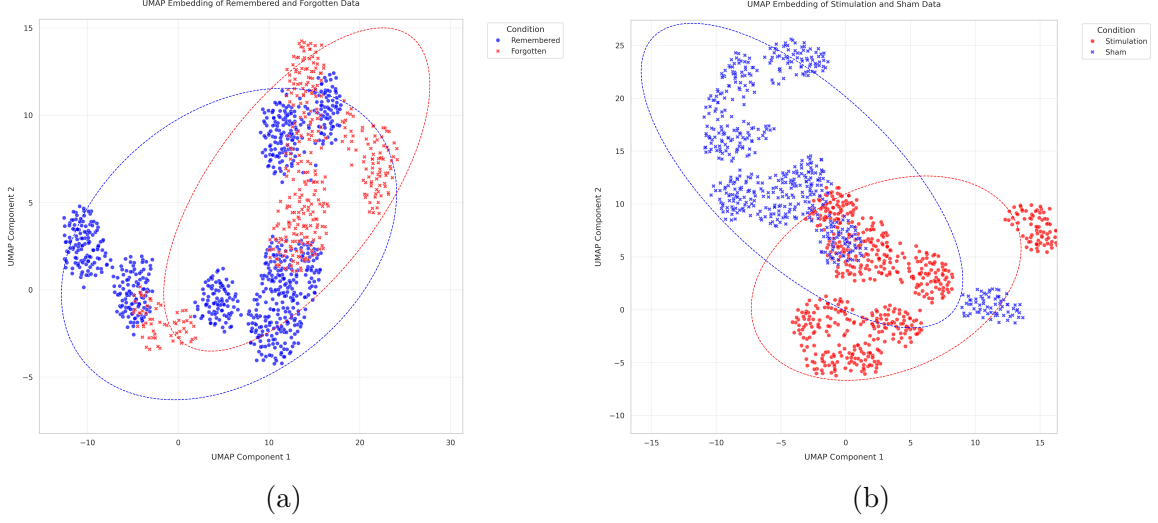 UMAP Embedding of Remembered and Forgotten Data
15
10
5
0
−5
−10
0
10
20
30
UMAP Component 2
UMAP Component 1
Condition
Remembered
Forgotten
(a)
UMAP Embedding of Stimulation and Sham Data
25
20
15
10
5
0
−5
−10
−15
−10
−5
0
5
10
15
UMAP Component 2
UMAP Component 1
Condition
Stimulation
Sham
(b)